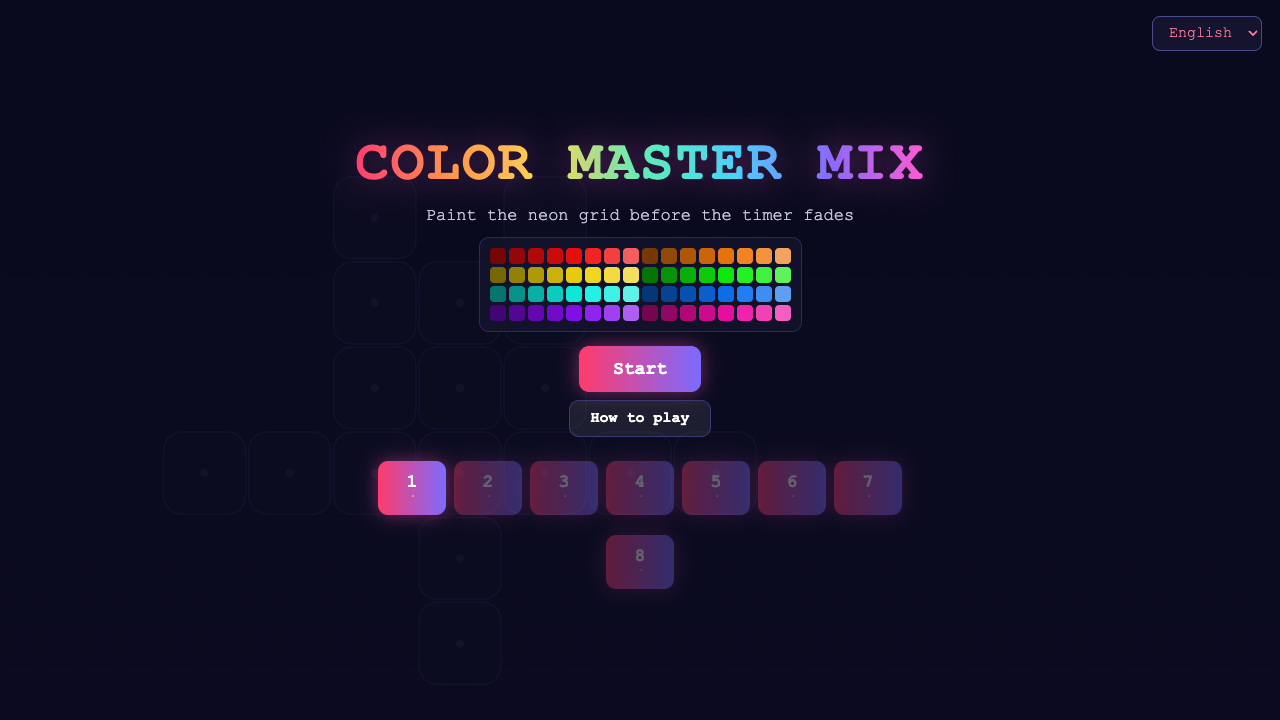 English
COLOR MASTER MIX
Paint the neon grid before the timer fades
Start
How to play
1 2 3 4 5 6 7
8